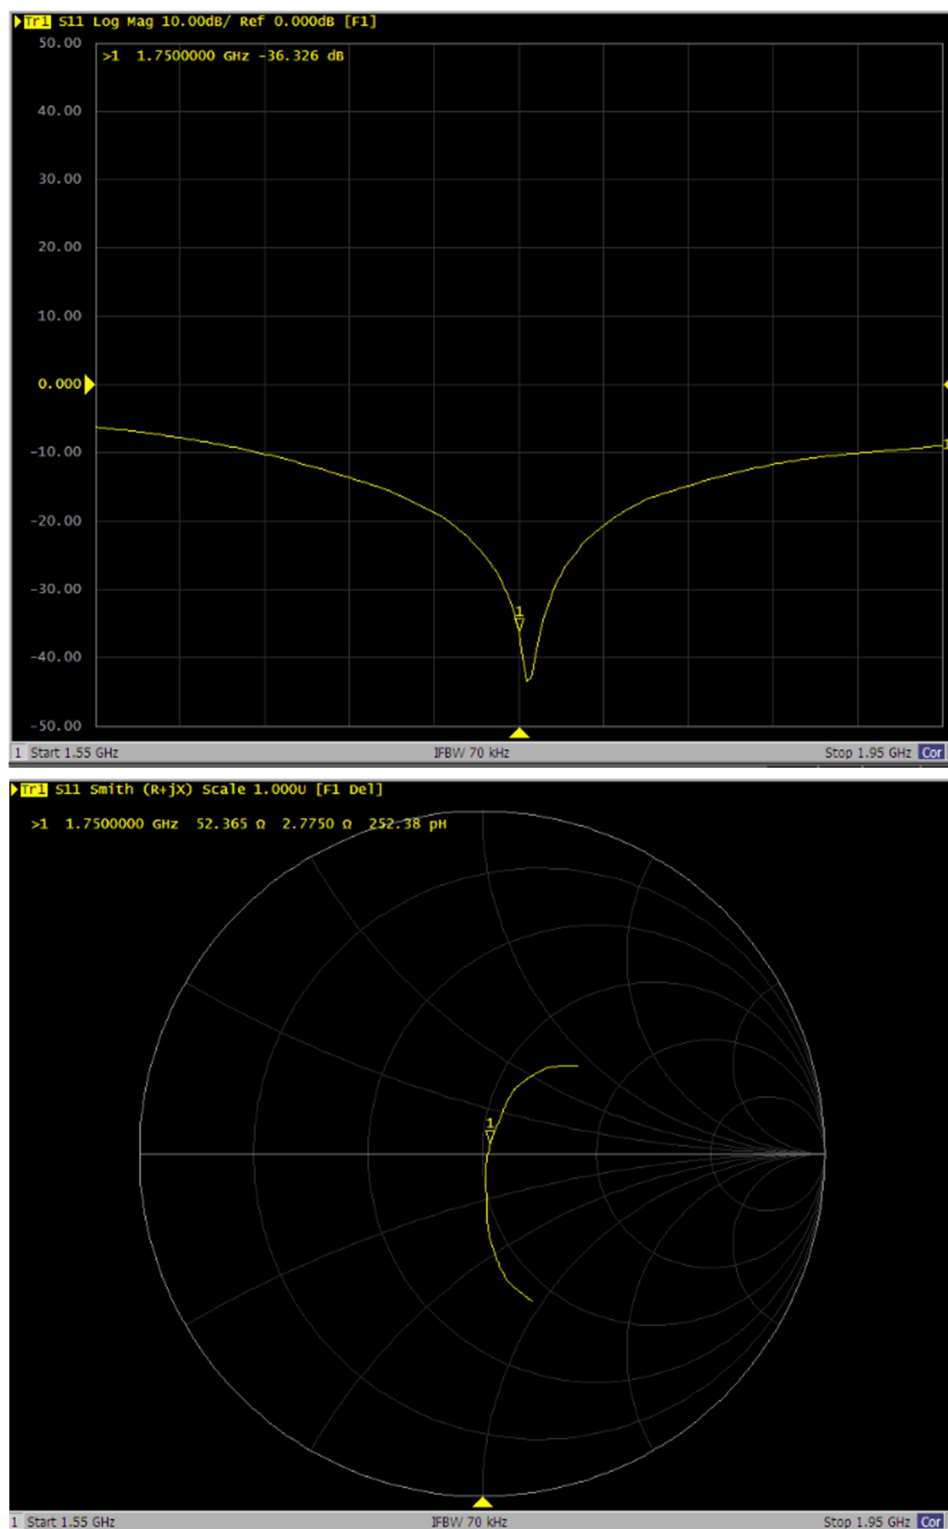 Tr1 S11 Log Mag 10.00dB/ Ref 0.000dB [F1]
50.00
>1 1.7500000 GHz -36.326 dB
40.00
30.00
20.00
10.00
0.000
-10.00
1
-20.00
-30.00
1
-40.00
-50.00
1 Start 1.55 GHz IFBW 70 kHz Stop 1.95 GHz Cor
Tr1 S11 Smith (R+jX) Scale 1.000U [F1 Del]
>1 1.7500000 GHz 52.365 Ω 2.7750 Ω 252.38 pH
1
1 Start 1.55 GHz IFBW 70 kHz Stop 1.95 GHz Cor